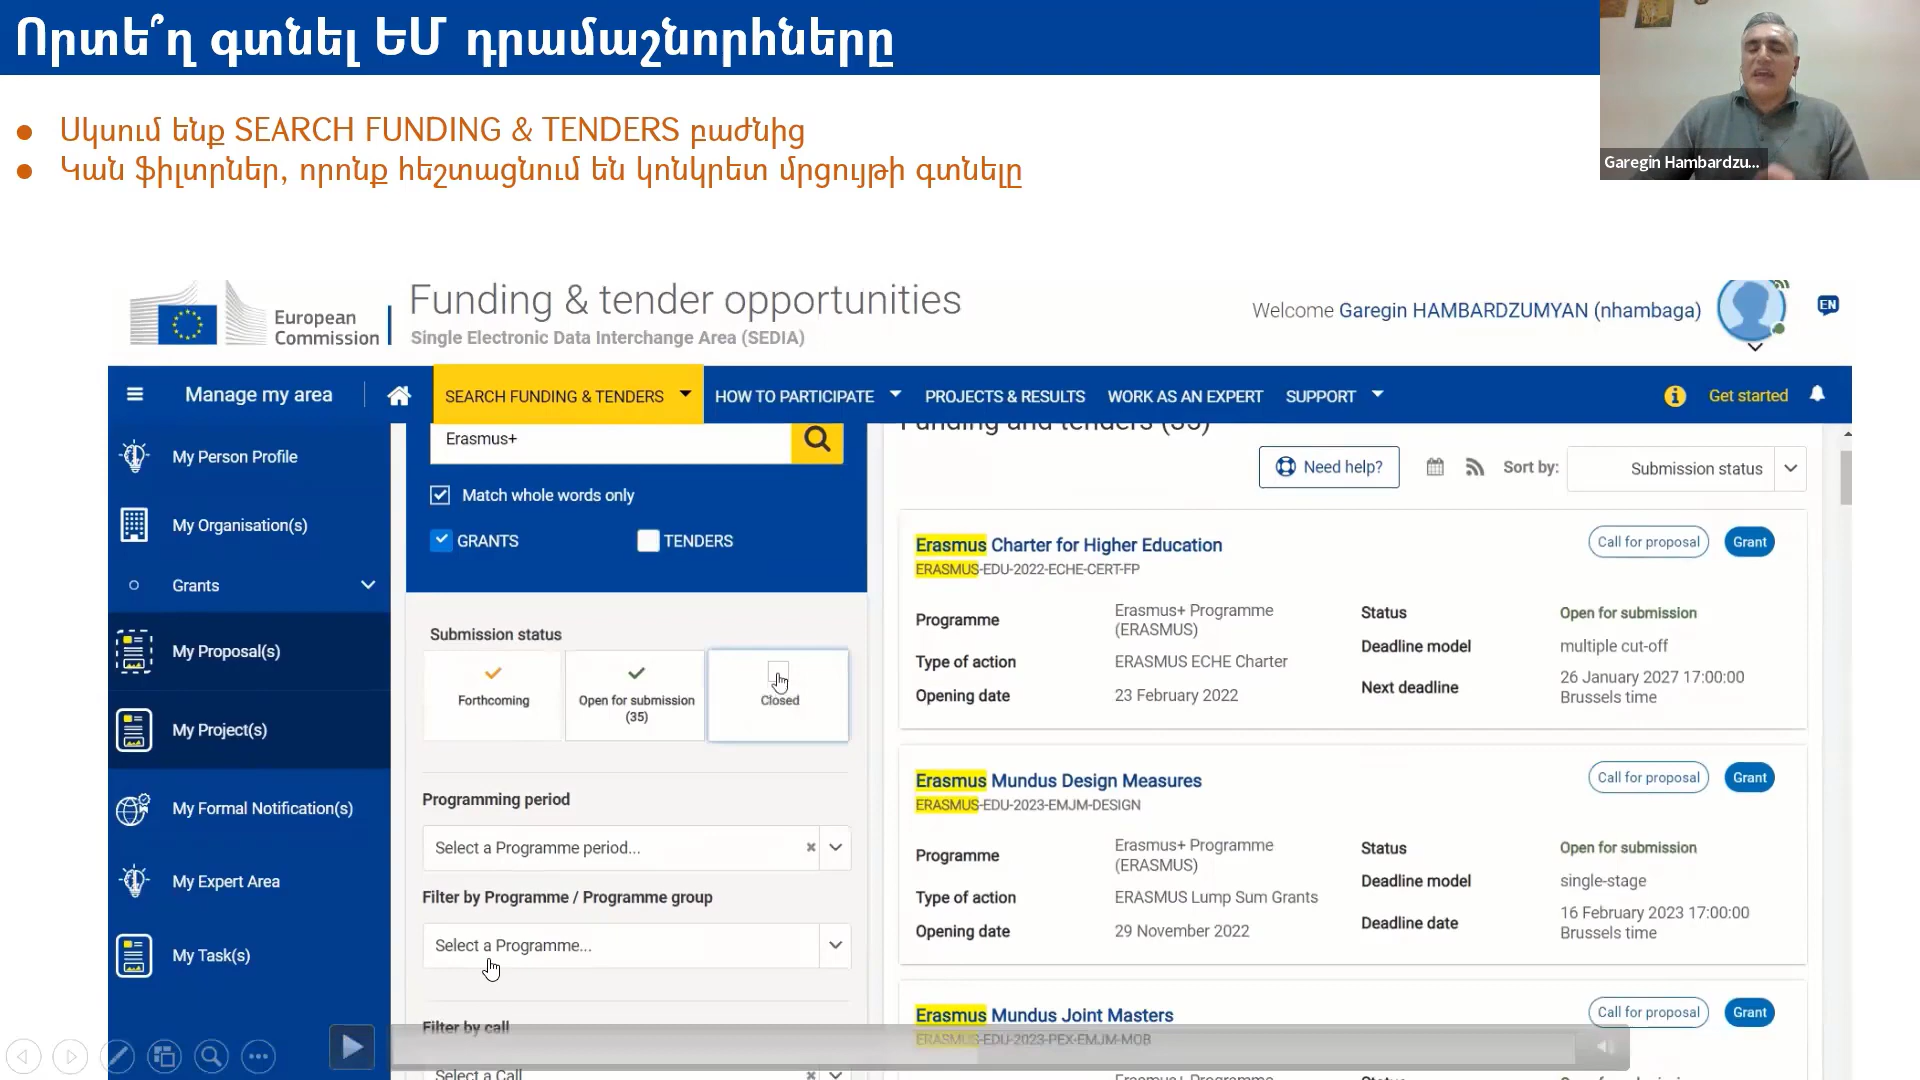 Որտե՞ղ գտնել ԵՄ դրամաշնորհները
Garegin Hambardzu...
● Սկսում ենք SEARCH FUNDING & TENDERS բաժնից
● Կան ֆիլտրներ, որոնք հեշտացնում են կոնկրետ մրցույթի գտնելը
European
Commission
Funding & tender opportunities
Single Electronic Data Interchange Area (SEDIA)
Welcome Garegin HAMBARDZUMYAN (nhambaga)
EN
Manage my area
SEARCH FUNDING & TENDERS
HOW TO PARTICIPATE
PROJECTS & RESULTS
WORK AS AN EXPERT
SUPPORT
Get started
My Person Profile
My Organisation(s)
Grants
My Proposal(s)
My Project(s)
My Formal Notification(s)
My Expert Area
My Task(s)
Erasmus+
Match whole words only
GRANTS
TENDERS
Submission status
Forthcoming
Open for submission
(35)
Closed
Programming period
Select a Programme period...
Filter by Programme / Programme group
Select a Programme...
Filter by call
Select a Call
Funding and tenders (35)
Need help?
Sort by:
Submission status
Erasmus Charter for Higher Education
Call for proposal
Grant
ERASMUS-EDU-2022-ECHE-CERT-FP
Programme
Erasmus+ Programme
(ERASMUS)
Status
Open for submission
Deadline model
multiple cut-off
Type of action
ERASMUS ECHE Charter
Next deadline
26 January 2027 17:00:00
Brussels time
Opening date
23 February 2022
Erasmus Mundus Design Measures
Call for proposal
Grant
ERASMUS-EDU-2023-EMJM-DESIGN
Programme
Erasmus+ Programme
(ERASMUS)
Status
Open for submission
Deadline model
single-stage
Type of action
ERASMUS Lump Sum Grants
Deadline date
16 February 2023 17:00:00
Brussels time
Opening date
29 November 2022
Erasmus Mundus Joint Masters
Call for proposal
Grant
ERASMUS-EDU-2023-PEX-EMJM-MOB
Erasmus+ Programme